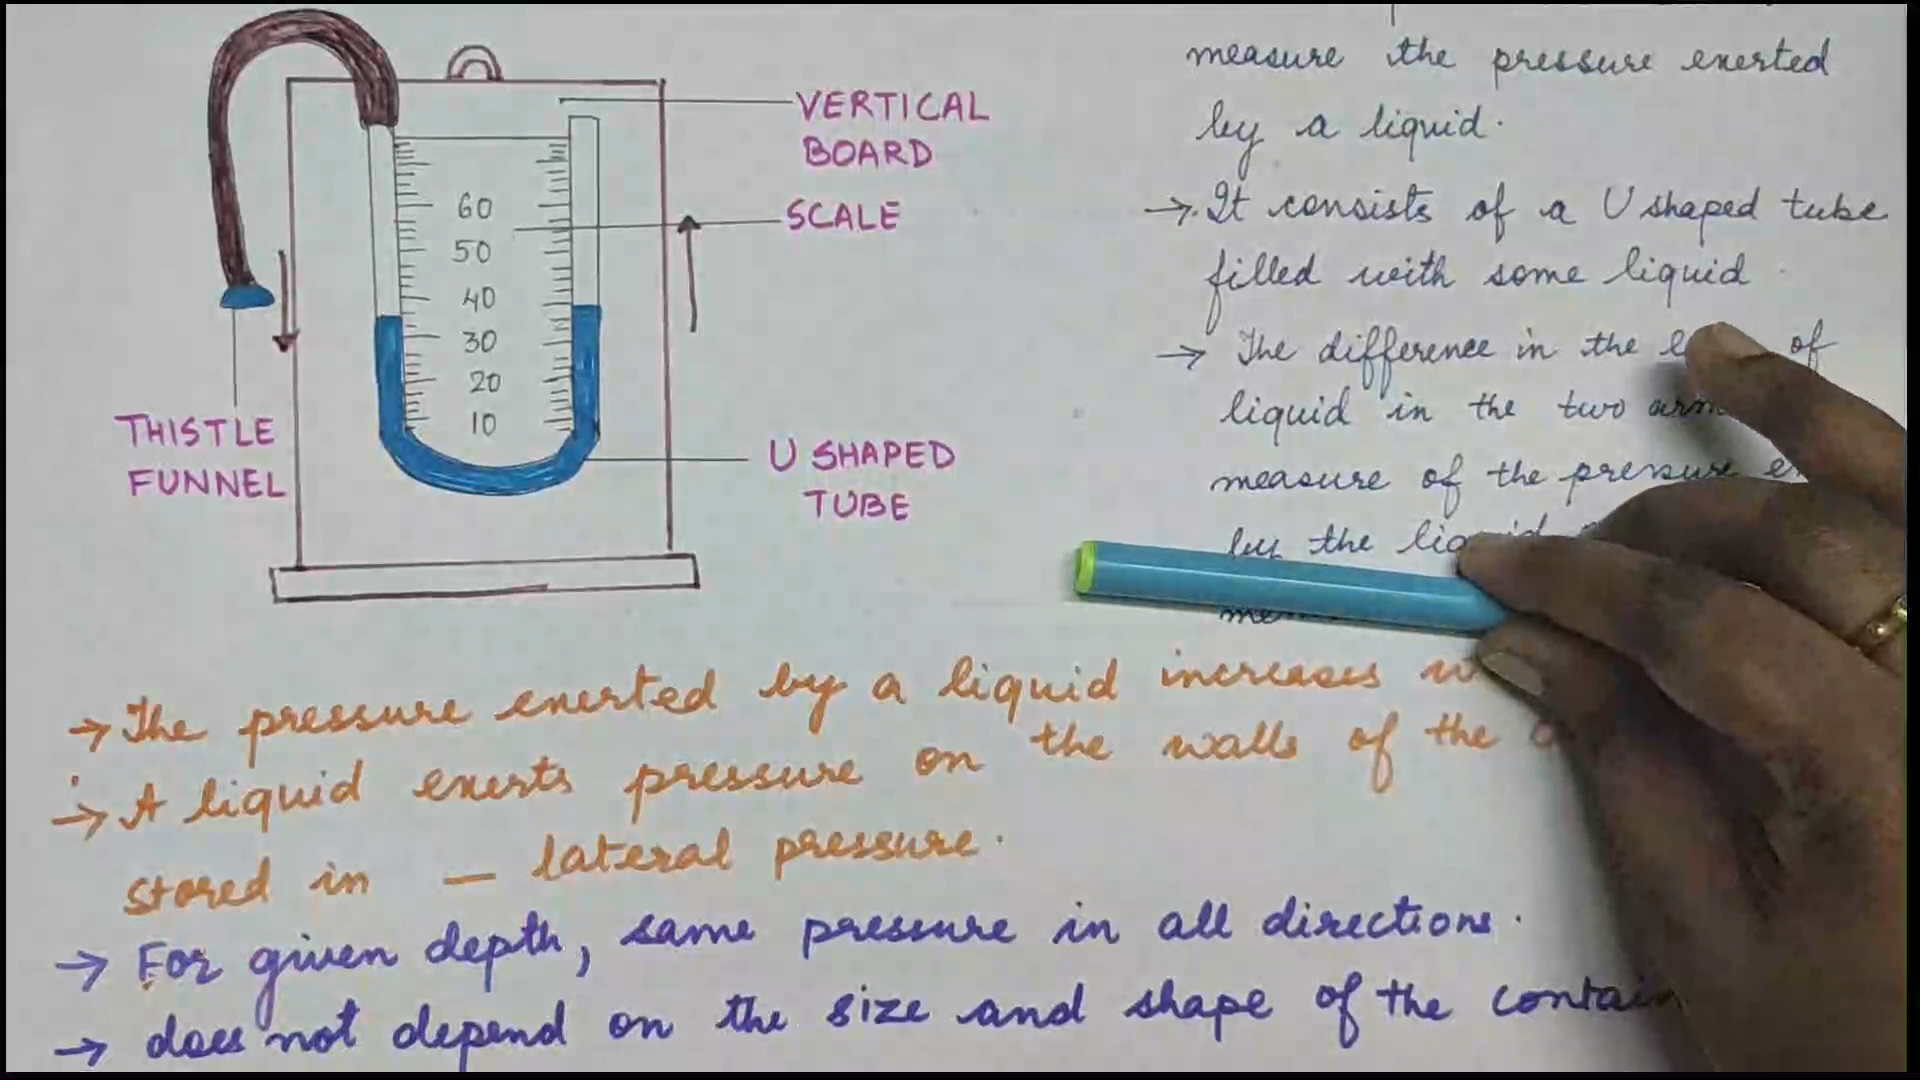 VERTICAL
BOARD
SCALE
60
50
40
30
20
10
THISTLE
FUNNEL
U SHAPED
TUBE
measure the pressure exerted
by a liquid.
→ It consists of a U shaped tube
filled with some liquid
→ The difference in the of
liquid in the two
measure of the pressure
by the
→ The pressure exerted by a liquid increases
→ A liquid exerts pressure on the walls of the
stored in — lateral pressure.
→ For given depth, same pressure in all directions.
→ does not depend on the size and shape of the